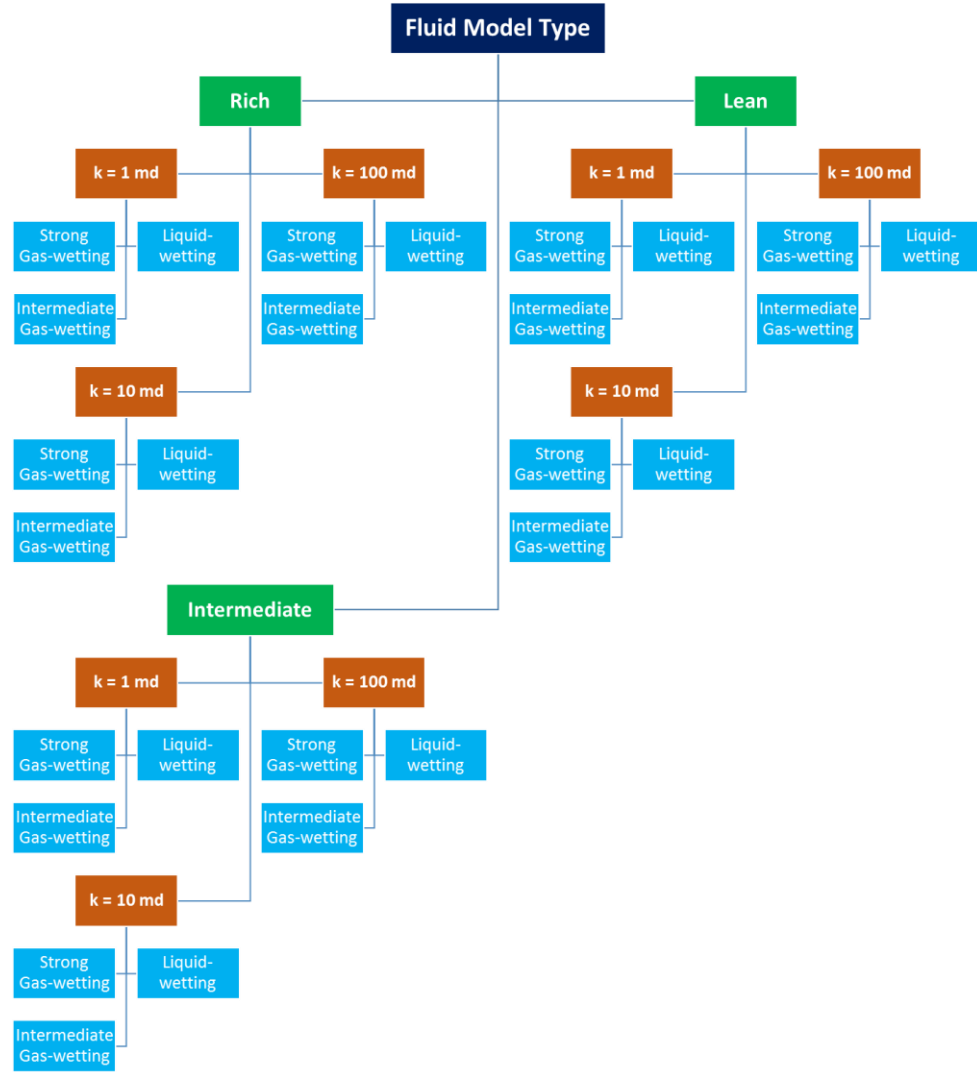 Fluid Model Type
Rich
Lean
k = 1 md
k = 100 md
k = 1 md
k = 100 md
Strong
Gas-wetting
Liquid-
wetting
Strong
Gas-wetting
Liquid-
wetting
Strong
Gas-wetting
Liquid-
wetting
Strong
Gas-wetting
Liquid-
wetting
Intermediate
Gas-wetting
Intermediate
Gas-wetting
Intermediate
Gas-wetting
Intermediate
Gas-wetting
k = 10 md
k = 10 md
Strong
Gas-wetting
Liquid-
wetting
Strong
Gas-wetting
Liquid-
wetting
Intermediate
Gas-wetting
Intermediate
Gas-wetting
Intermediate
k = 1 md
k = 100 md
Strong
Gas-wetting
Liquid-
wetting
Strong
Gas-wetting
Liquid-
wetting
Intermediate
Gas-wetting
Intermediate
Gas-wetting
k = 10 md
Strong
Gas-wetting
Liquid-
wetting
Intermediate
Gas-wetting